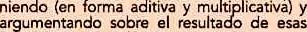 niendo (en forma aditiva y multiplicativa) y
argumentando sobre el resultado de esas